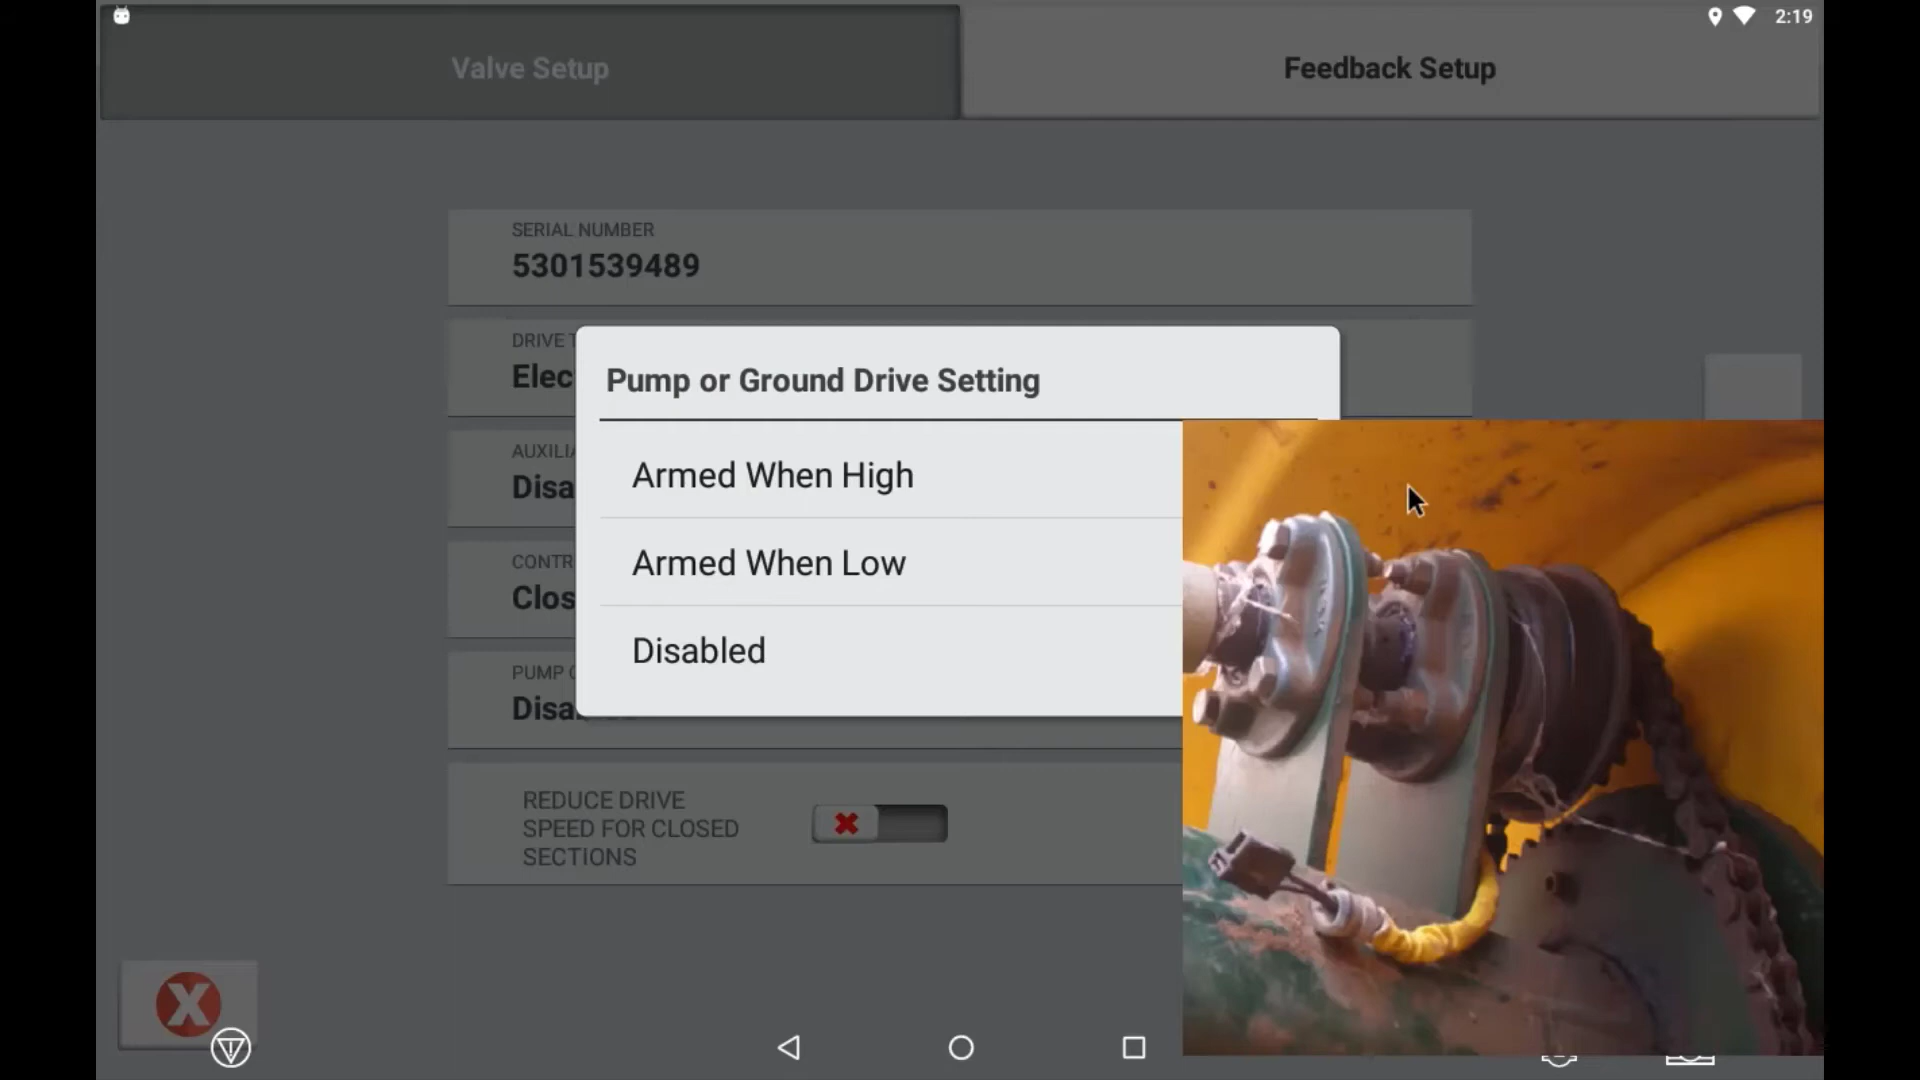 2:19
Valve Setup
Feedback Setup
SERIAL NUMBER
5301539489
DRIVE T
Elec
Pump or Ground Drive Setting
Armed When High
AUXILIA
Disa
Armed When Low
CONTR
Clos
Disabled
PUMP
Disa
REDUCE DRIVE
SPEED FOR CLOSED
SECTIONS